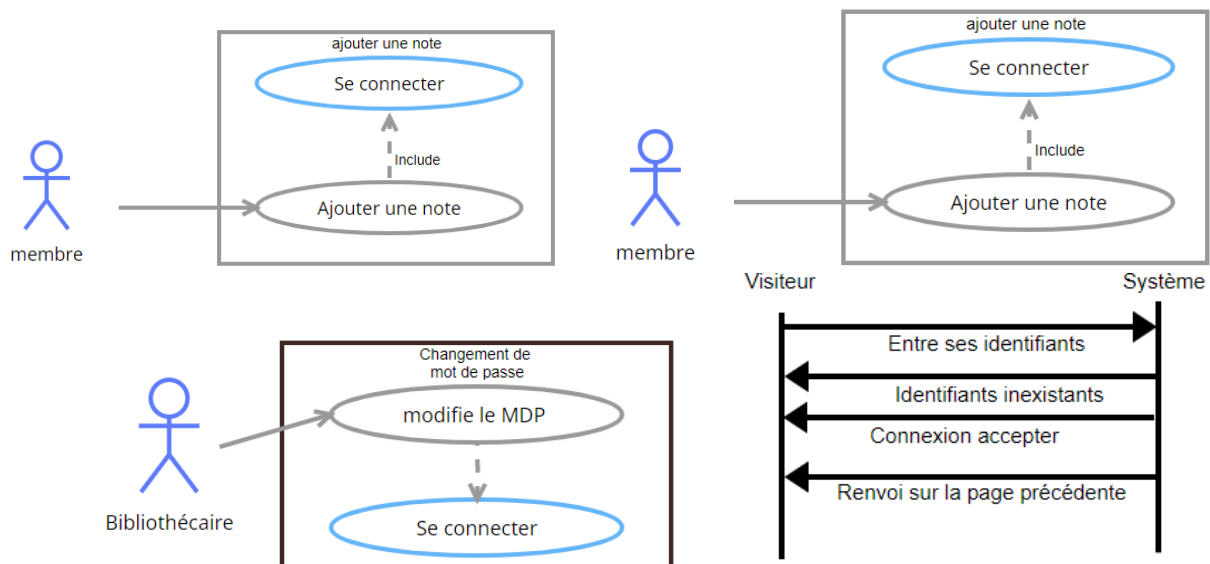 ajouter une note
Se connecter
Include
Ajouter une note
membre
ajouter une note
Se connecter
Include
Ajouter une note
membre
Changement de
mot de passe
modifie le MDP
Se connecter
Bibliothécaire
Visiteur
Système
Entre ses identifiants
Identifiants inexistants
Connexion accepter
Renvoi sur la page précédente